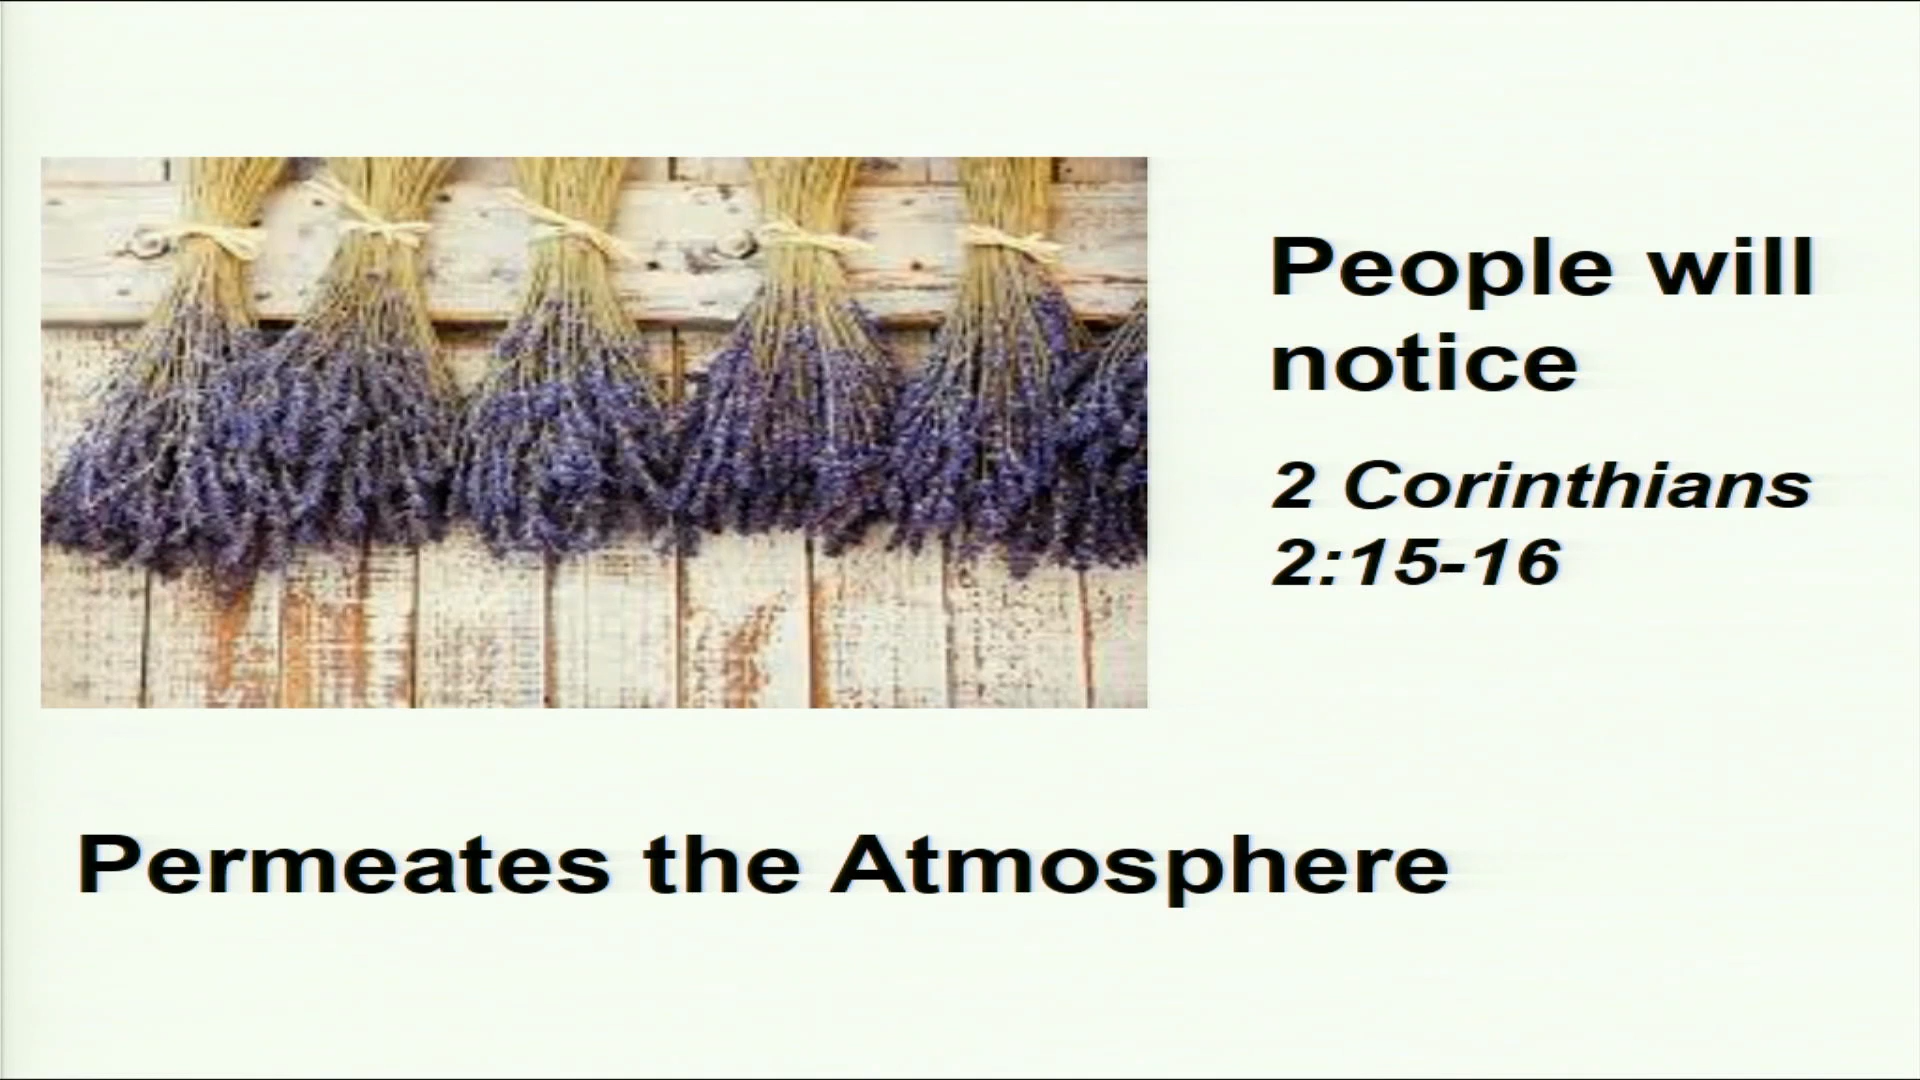 People will
notice
2 Corinthians
2:15-16
Permeates the Atmosphere